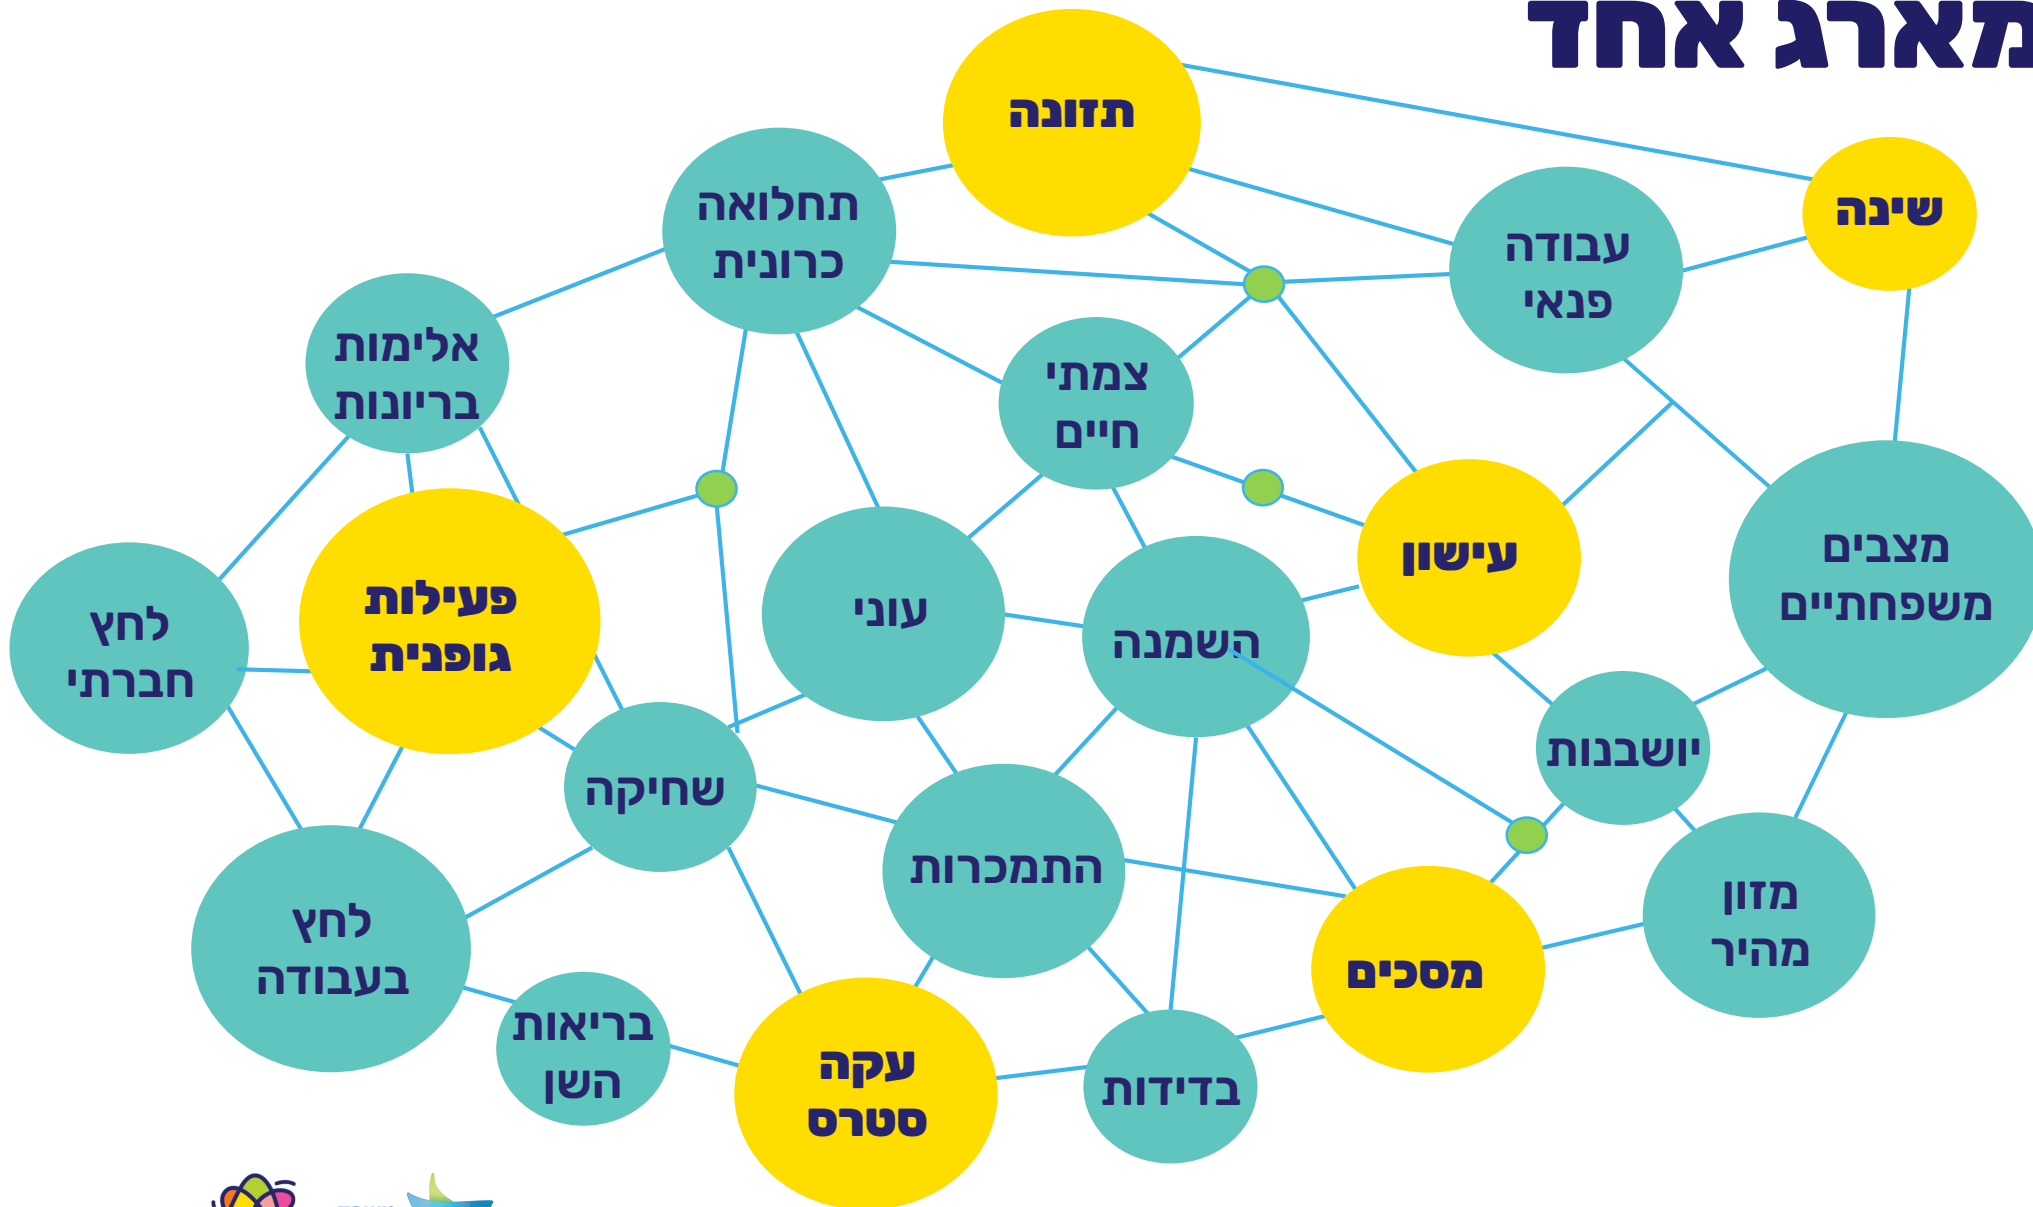 מארג אחד
תזונה
שינה
תחלואה
כרונית
עבודה
פנאי
אלימות
בריונות
צמתי
חיים
עישון
מצבים
משפחתיים
פעילות
גופנית
עוני
השמנה
לחץ
חברתי
יושבנות
שחיקה
התמכרות
מזון
מהיר
לחץ
בעבודה
מסכים
בריאות
השן
עקה
סטרס
בדידות